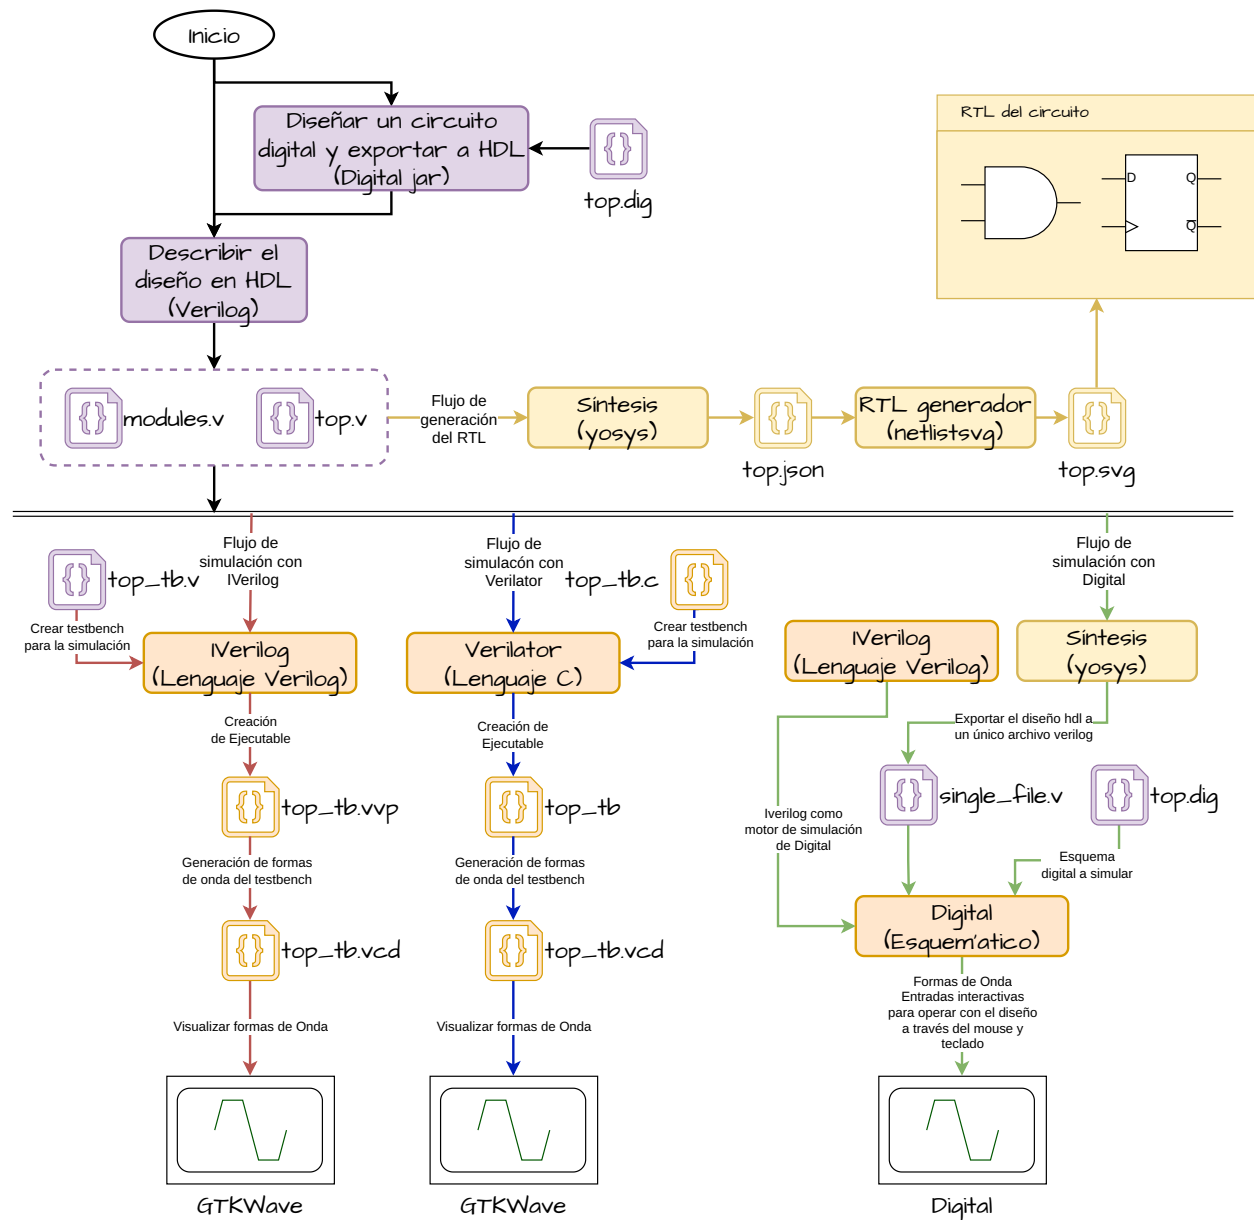 Inicio
Diseñar un circuito
digital y exportar a HDL
(Digital jar)
top.dig
RTL del circuito
D
Q
Q
Describir el
diseño en HDL
(Verilog)
modules.v
top.v
Flujo de
generación
del RTL
Síntesis
(yosys)
top.json
RTL generador
(netlistsvg)
top.svg
Flujo de
simulación con
IVerilog
top_tb.v
Crear testbench
para la simulación
IVerilog
(Lenguaje Verilog)
Creación
de Ejecutable
top_tb.vvp
Generación de formas
de onda del testbench
top_tb.vcd
Visualizar formas de Onda
GTKWave
Flujo de
simulacón con
Verilator
top_tb.c
Crear testbench
para la simulación
Verilator
(Lenguaje C)
Creación de
Ejecutable
top_tb
Generación de formas
de onda del testbench
top_tb.vcd
Visualizar formas de Onda
GTKWave
Flujo de
simulación con
Digital
IVerilog
(Lenguaje Verilog)
Síntesis
(yosys)
Exportar el diseño hdl a
un único archivo verilog
single_file.v
top.dig
Iverilog como
motor de simulación
de Digital
Esquema
digital a simular
Digital
(Esquem'atico)
Formas de Onda
Entradas interactivas
para operar con el diseño
a través del mouse y
teclado
Digital